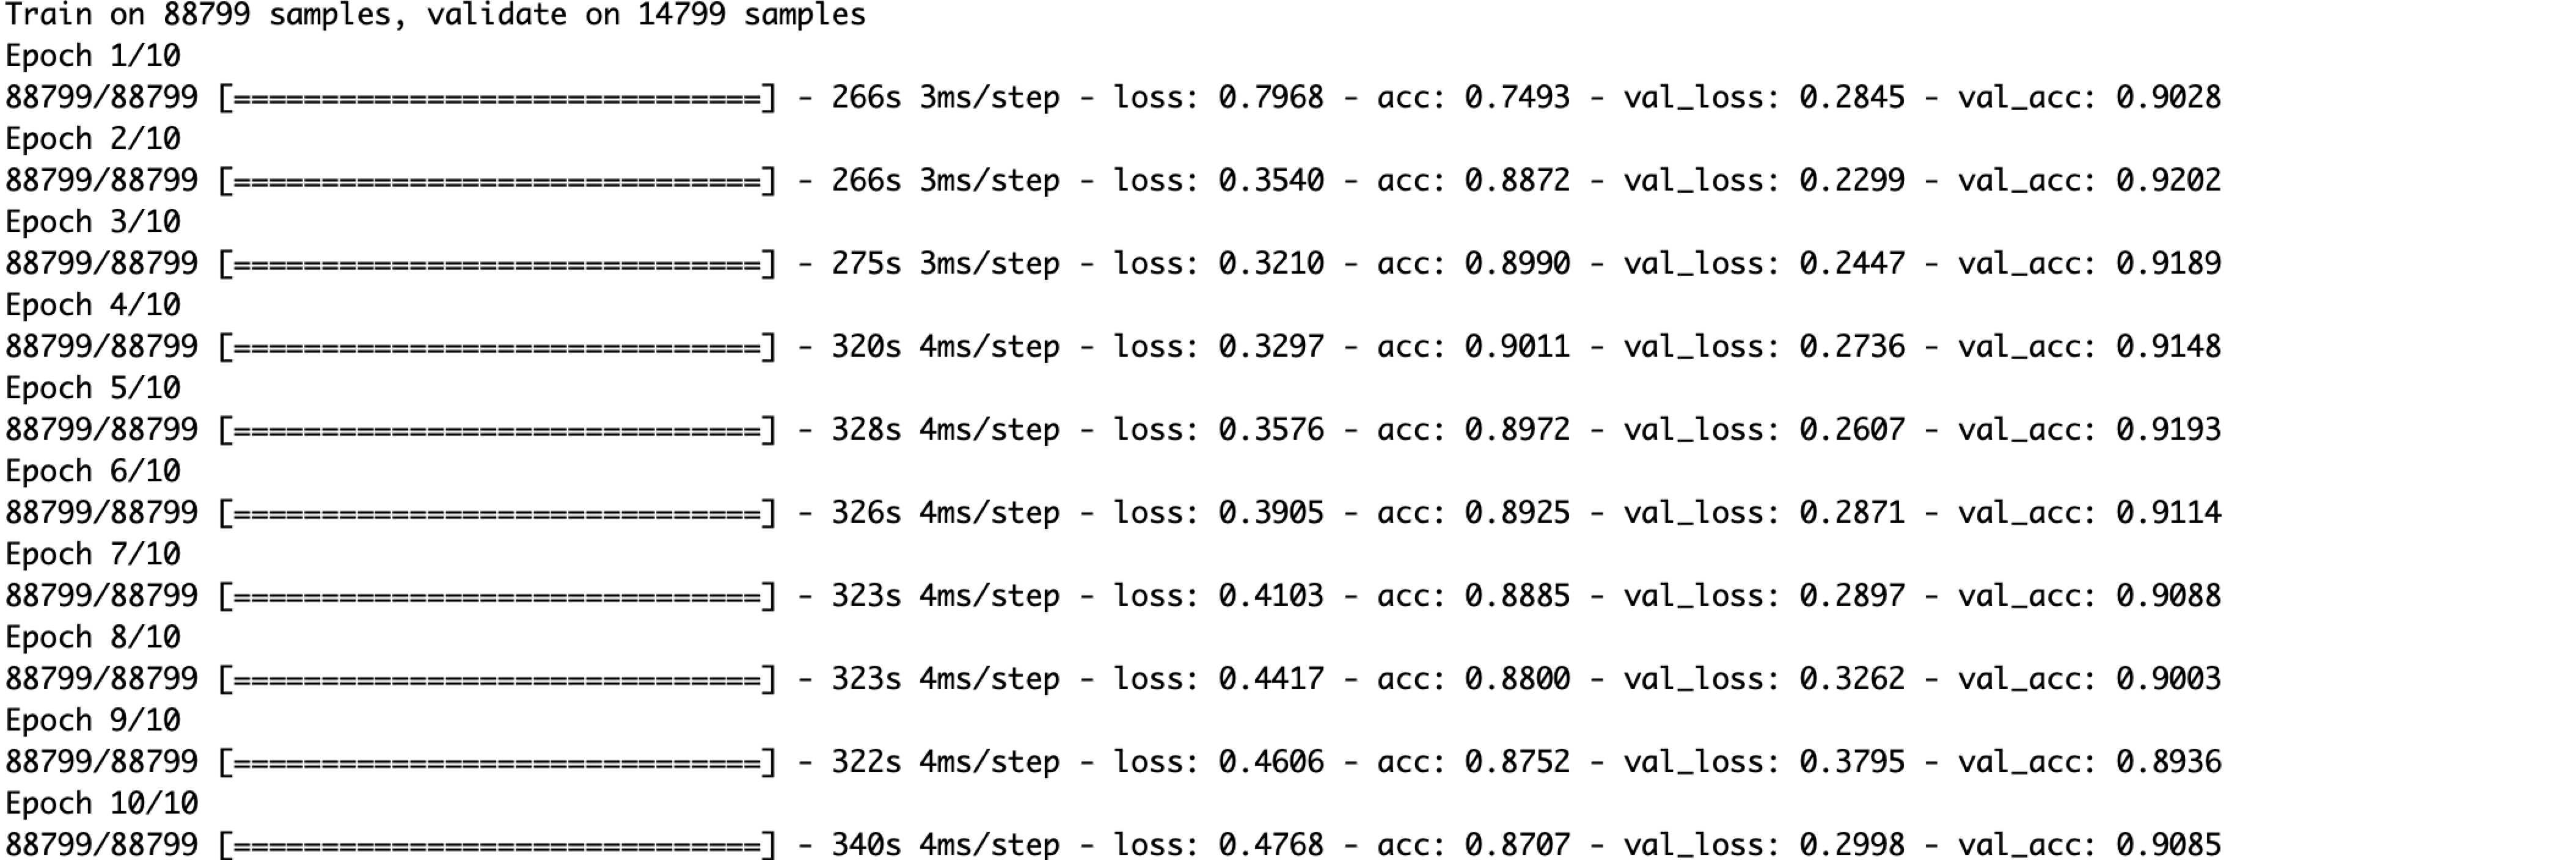 Train on 88799 samples, validate on 14799 samples
Epoch 1/10
88799/88799 [==============================] - 266s 3ms/step - loss: 0.7968 - acc: 0.7493 - val_loss: 0.2845 - val_acc: 0.9028
Epoch 2/10
88799/88799 [==============================] - 266s 3ms/step - loss: 0.3540 - acc: 0.8872 - val_loss: 0.2299 - val_acc: 0.9202
Epoch 3/10
88799/88799 [==============================] - 275s 3ms/step - loss: 0.3210 - acc: 0.8990 - val_loss: 0.2447 - val_acc: 0.9189
Epoch 4/10
88799/88799 [==============================] - 320s 4ms/step - loss: 0.3297 - acc: 0.9011 - val_loss: 0.2736 - val_acc: 0.9148
Epoch 5/10
88799/88799 [==============================] - 328s 4ms/step - loss: 0.3576 - acc: 0.8972 - val_loss: 0.2607 - val_acc: 0.9193
Epoch 6/10
88799/88799 [==============================] - 326s 4ms/step - loss: 0.3905 - acc: 0.8925 - val_loss: 0.2871 - val_acc: 0.9114
Epoch 7/10
88799/88799 [==============================] - 323s 4ms/step - loss: 0.4103 - acc: 0.8885 - val_loss: 0.2897 - val_acc: 0.9088
Epoch 8/10
88799/88799 [==============================] - 323s 4ms/step - loss: 0.4417 - acc: 0.8800 - val_loss: 0.3262 - val_acc: 0.9003
Epoch 9/10
88799/88799 [==============================] - 322s 4ms/step - loss: 0.4606 - acc: 0.8752 - val_loss: 0.3795 - val_acc: 0.8936
Epoch 10/10
88799/88799 [==============================] - 340s 4ms/step - loss: 0.4768 - acc: 0.8707 - val_loss: 0.2998 - val_acc: 0.9085